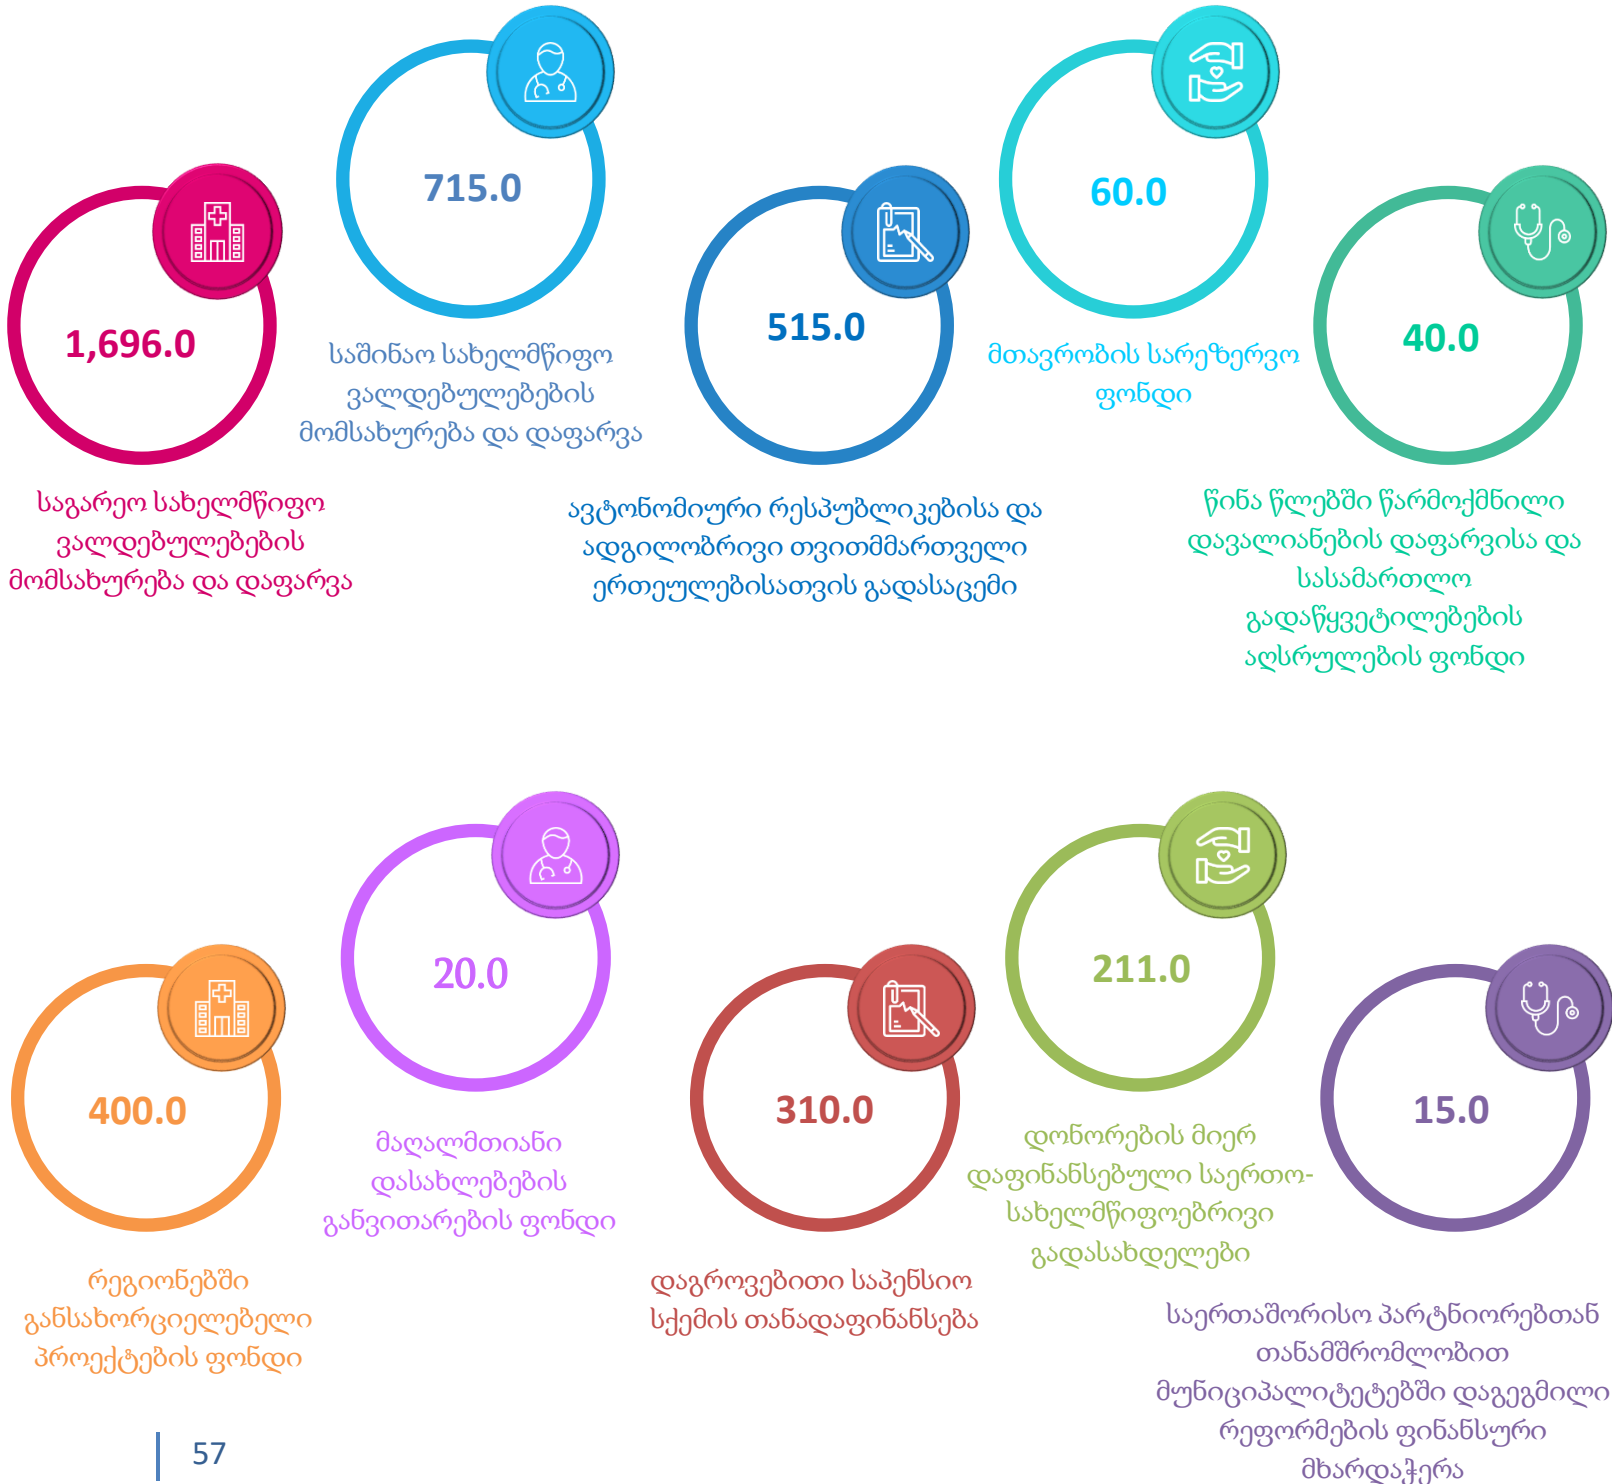 1,696.0
საგარეო სახელმწიფო
ვალდებულებების
მომსახურება და დაფარვა
715.0
საშინაო სახელმწიფო
ვალდებულებების
მომსახურება და დაფარვა
515.0
ავტონომიური რესპუბლიკებისა და
ადგილობრივი თვითმმართველი
ერთეულებისათვის გადასაცემი
60.0
მთავრობის სარეზერვო
ფონდი
40.0
წინა წლებში წარმოქმნილი
დავალიანების დაფარვისა და
სასამართლო
გადაწყვეტილებების
აღსრულების ფონდი
400.0
რეგიონებში
განსახორციელებელი
პროექტების ფონდი
20.0
მაღალმთიანი
დასახლებების
განვითარების ფონდი
310.0
დაგროვებითი საპენსიო
სქემის თანადაფინანსება
211.0
დონორების მიერ
დაფინანსებული საერთო-
სახელმწიფოებრივი
გადასახდელები
15.0
საერთაშორისო პარტნიორებთან
თანამშრომლობით
მუნიციპალიტეტებში დაგეგმილი
რეფორმების ფინანსური
მხარდაჭერა
57